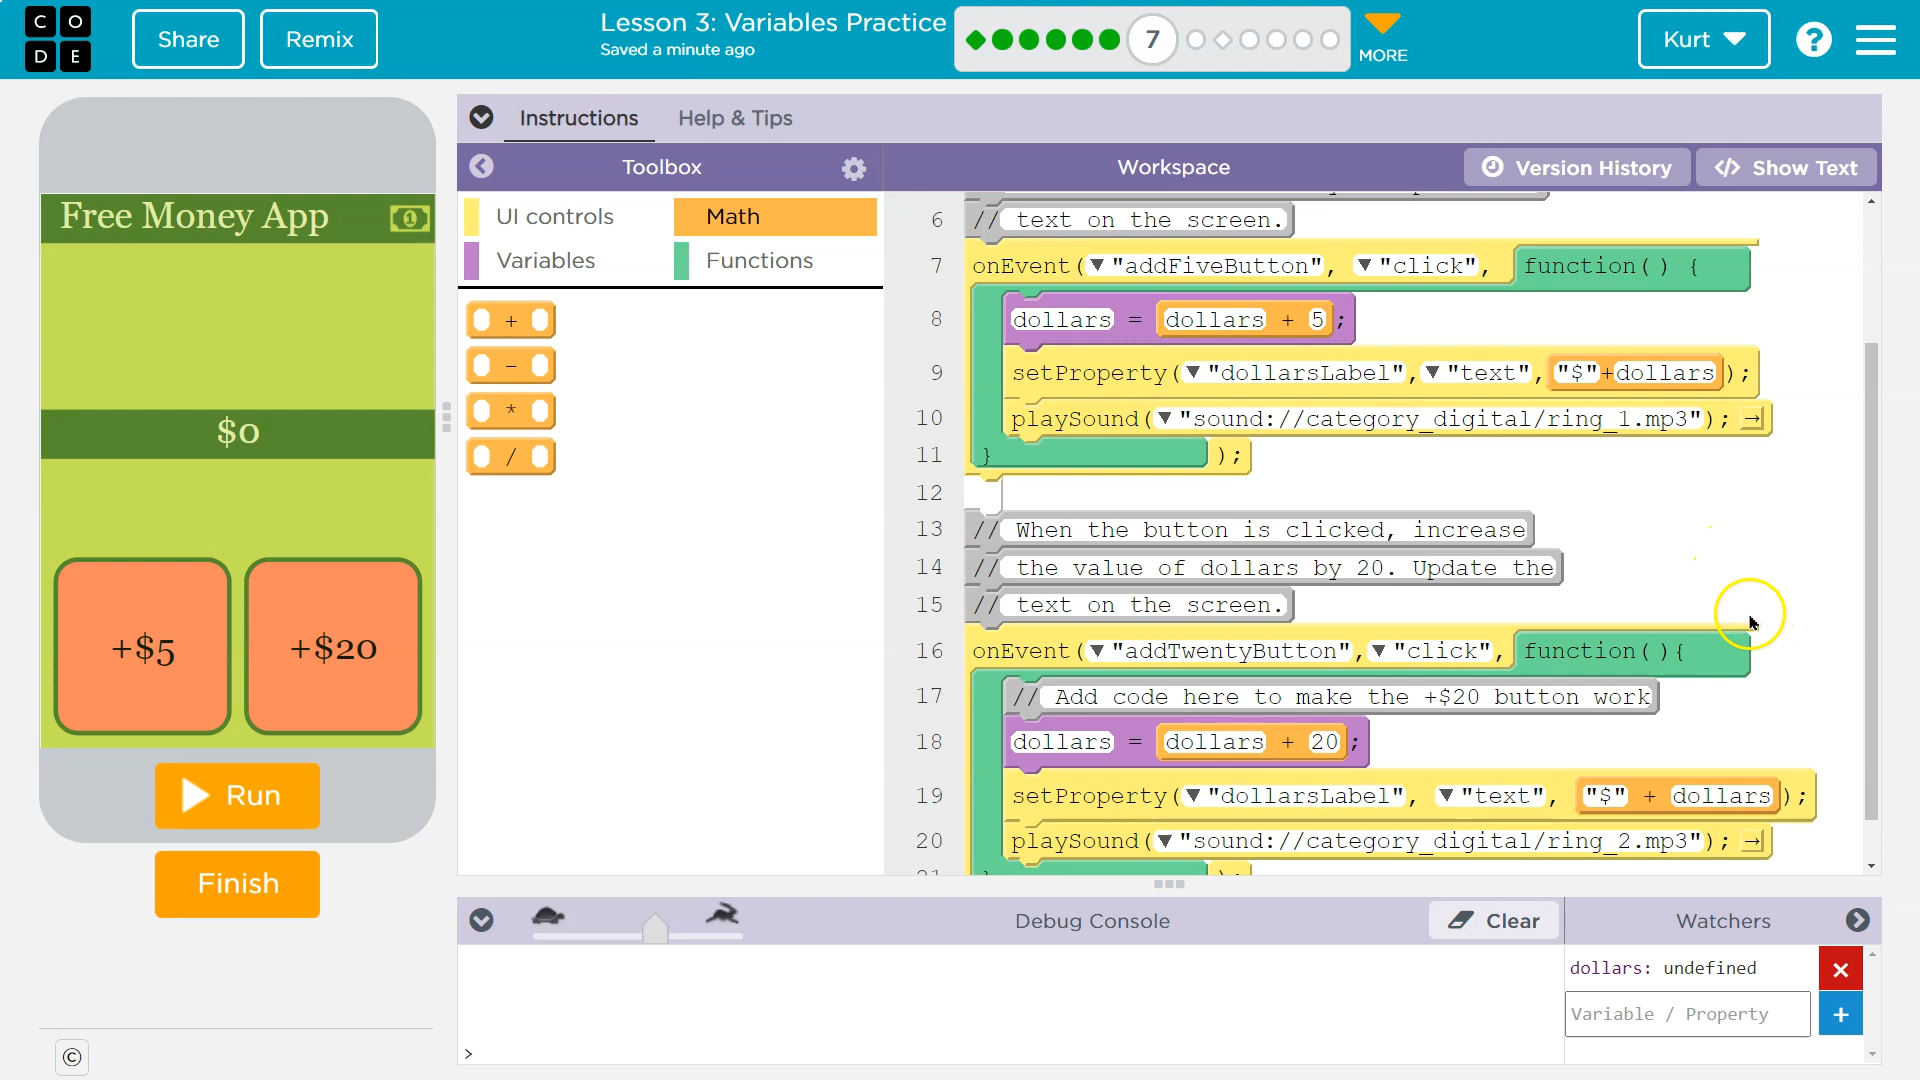 C O
D E
Share
Remix
Lesson 3: Variables Practice
Saved a minute ago
7
MORE
Kurt
?
Instructions
Help & Tips
Toolbox
Workspace
Version History
</> Show Text
Free Money App
1
$0
+$5
+$20
Run
Finish
©
UI controls
Math
Variables
Functions
+
-
*
/
6 // text on the screen.
7 onEvent(▼"addFiveButton", ▼"click", function() {
8 dollars = dollars + 5;
9 setProperty(▼"dollarsLabel",▼"text", "$"+dollars);
10 playSound(▼"sound://category_digital/ring_1.mp3"); →
11 } );
12
13 // When the button is clicked, increase
14 // the value of dollars by 20. Update the
15 // text on the screen.
16 onEvent(▼"addTwentyButton",▼"click", function(){
17 // Add code here to make the +$20 button work
18 dollars = dollars + 20;
19 setProperty(▼"dollarsLabel", ▼"text", "$" + dollars);
20 playSound(▼"sound://category_digital/ring_2.mp3"); →
21 } );
Debug Console
Clear
Watchers
dollars: undefined
Variable / Property
+
>